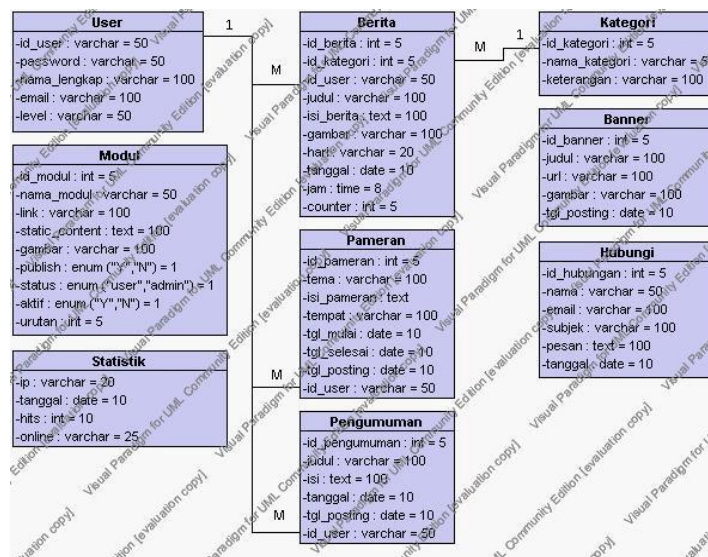 User
-id_user : varchar = 50
-password : varchar = 50
-nama_lengkap : varchar = 100
-email : varchar = 100
-level : varchar = 50
1
M
M
M
Berita
-id_berita : int = 5
-id_kategori : int = 5
-id_user : varchar = 50
-judul : varchar = 100
-isi_berita : text = 100
-gambar : varchar = 100
-hari : varchar = 20
-tanggal : date = 10
-jam : time = 8
-counter : int = 5
M
1
Kategori
-id_kategori : int = 5
-nama_kategori : varchar = 5
-keterangan : varchar = 100
Modul
-id_modul : int = 5
-nama_modul : varchar = 50
-link : varchar = 100
-static_content : text = 100
-gambar : varchar = 100
-publish : enum ("Y","N") = 1
-status : enum ("user","admin") = 1
-aktif : enum ("Y","N") = 1
-urutan : int = 5
Banner
-id_banner : int = 5
-judul : varchar = 100
-url : varchar = 100
-gambar : varchar = 100
-tgl_posting : date = 10
Pameran
-id_pameran : int = 5
-tema : varchar = 100
-isi_pameran : text
-tempat : varchar = 100
-tgl_mulai : date = 10
-tgl_selesai : date = 10
-tgl_posting : date = 10
-id_user : varchar = 50
Hubungi
-id_hubungan : int = 5
-nama : varchar = 50
-email : varchar = 100
-subjek : varchar = 100
-pesan : text = 100
-tanggal : date = 10
Statistik
-ip : varchar = 20
-tanggal : date = 10
-hits : int = 10
-online : varchar = 25
Pengumuman
-id_pengumuman : int = 5
-judul : varchar = 100
-isi : text = 100
-tanggal : date = 10
-tgl_posting : date = 10
-id_user : varchar = 50
Visual Paradigm for UML Community Edition [evaluation copy]